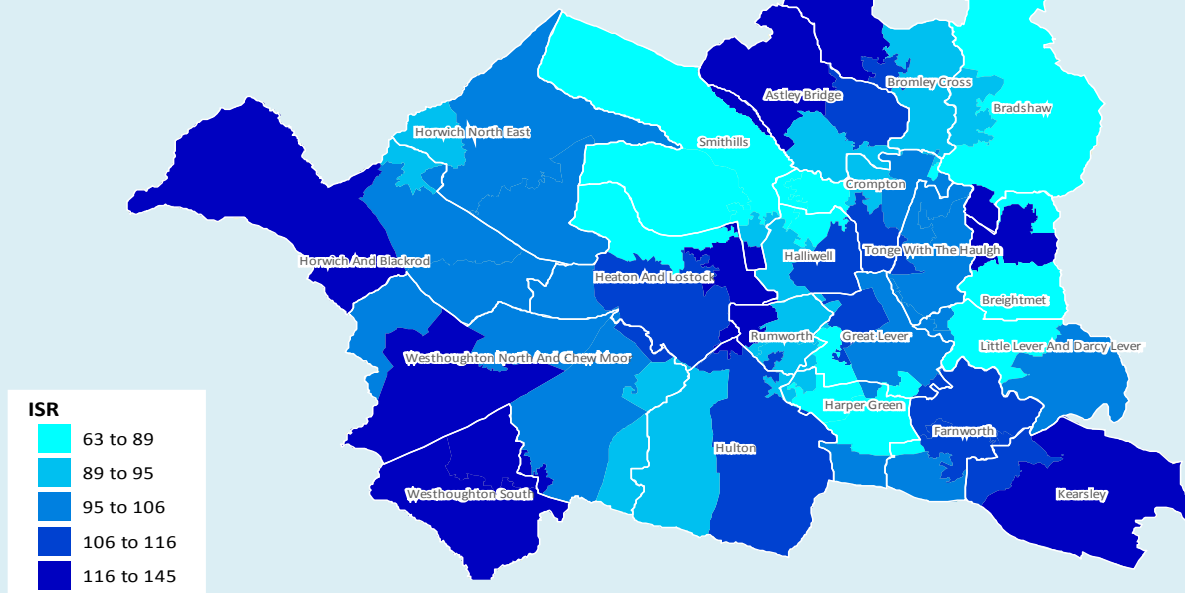 Bromley Cross
Astley Bridge
Bradshaw
Horwich North East
Smithills
Crompton
Horwich And Blackrod
Halliwell
Tonge With The Haulgh
Heaton And Lostock
Breightmet
Rumworth
Great Lever
Little Lever And Darcy Lever
Westhoughton North And Chew Moor
Harper Green
Farnworth
Hulton
Westhoughton South
Kearsley
ISR
63 to 89
89 to 95
95 to 106
106 to 116
116 to 145